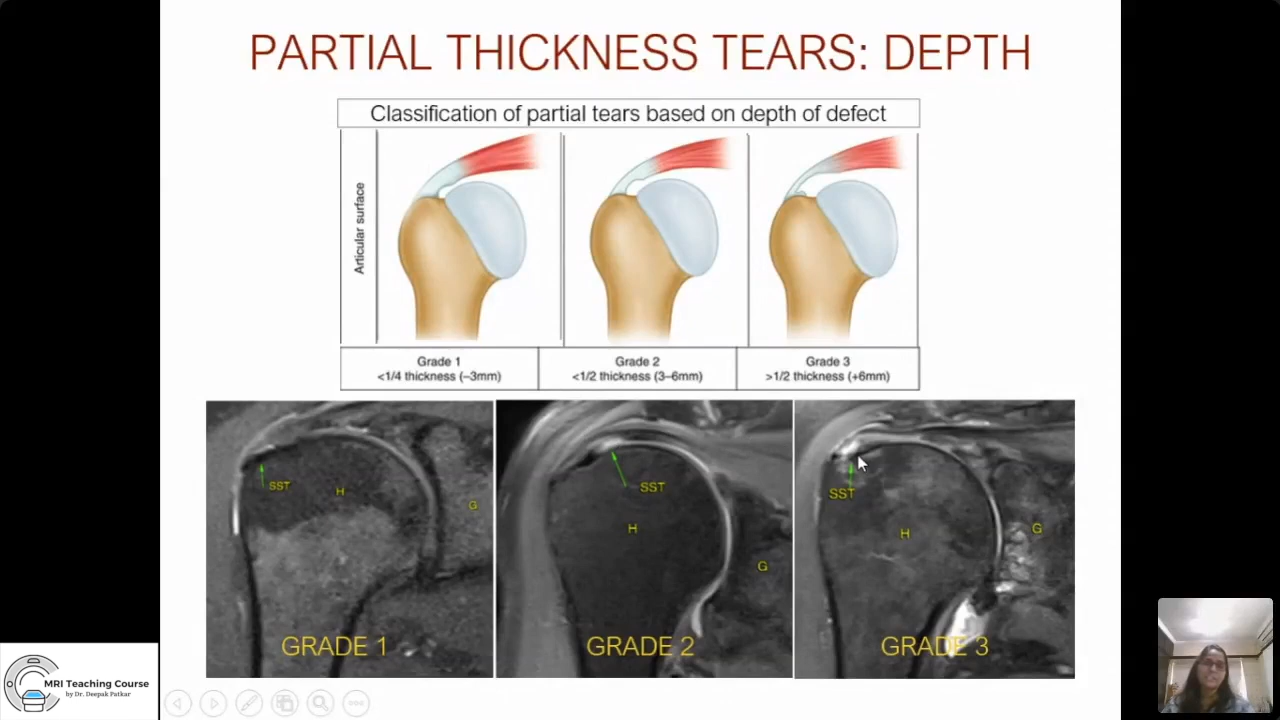 PARTIAL THICKNESS TEARS: DEPTH
Classification of partial tears based on depth of defect
Articular surface
Grade 1
<1/4 thickness (–3mm)
Grade 2
<1/2 thickness (3–6mm)
Grade 3
>1/2 thickness (+6mm)
SST
H
G
GRADE 1
SST
H
G
GRADE 2
SST
H
G
GRADE 3
MRI Teaching Course
by Dr. Deepak Patkar